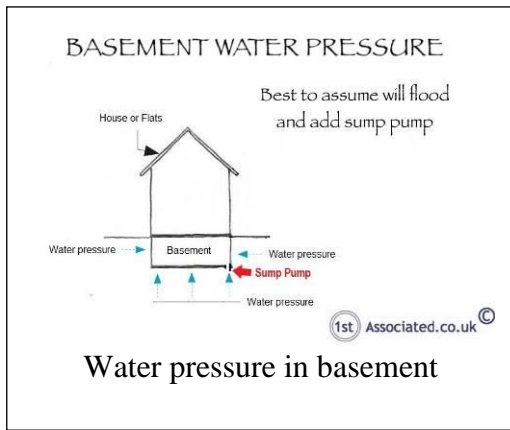 BASEMENT WATER PRESSURE
Best to assume will flood
and add sump pump
House or Flats
Water pressure
Basement
Water pressure
Sump Pump
Water pressure
1st Associated.co.uk ©
Water pressure in basement